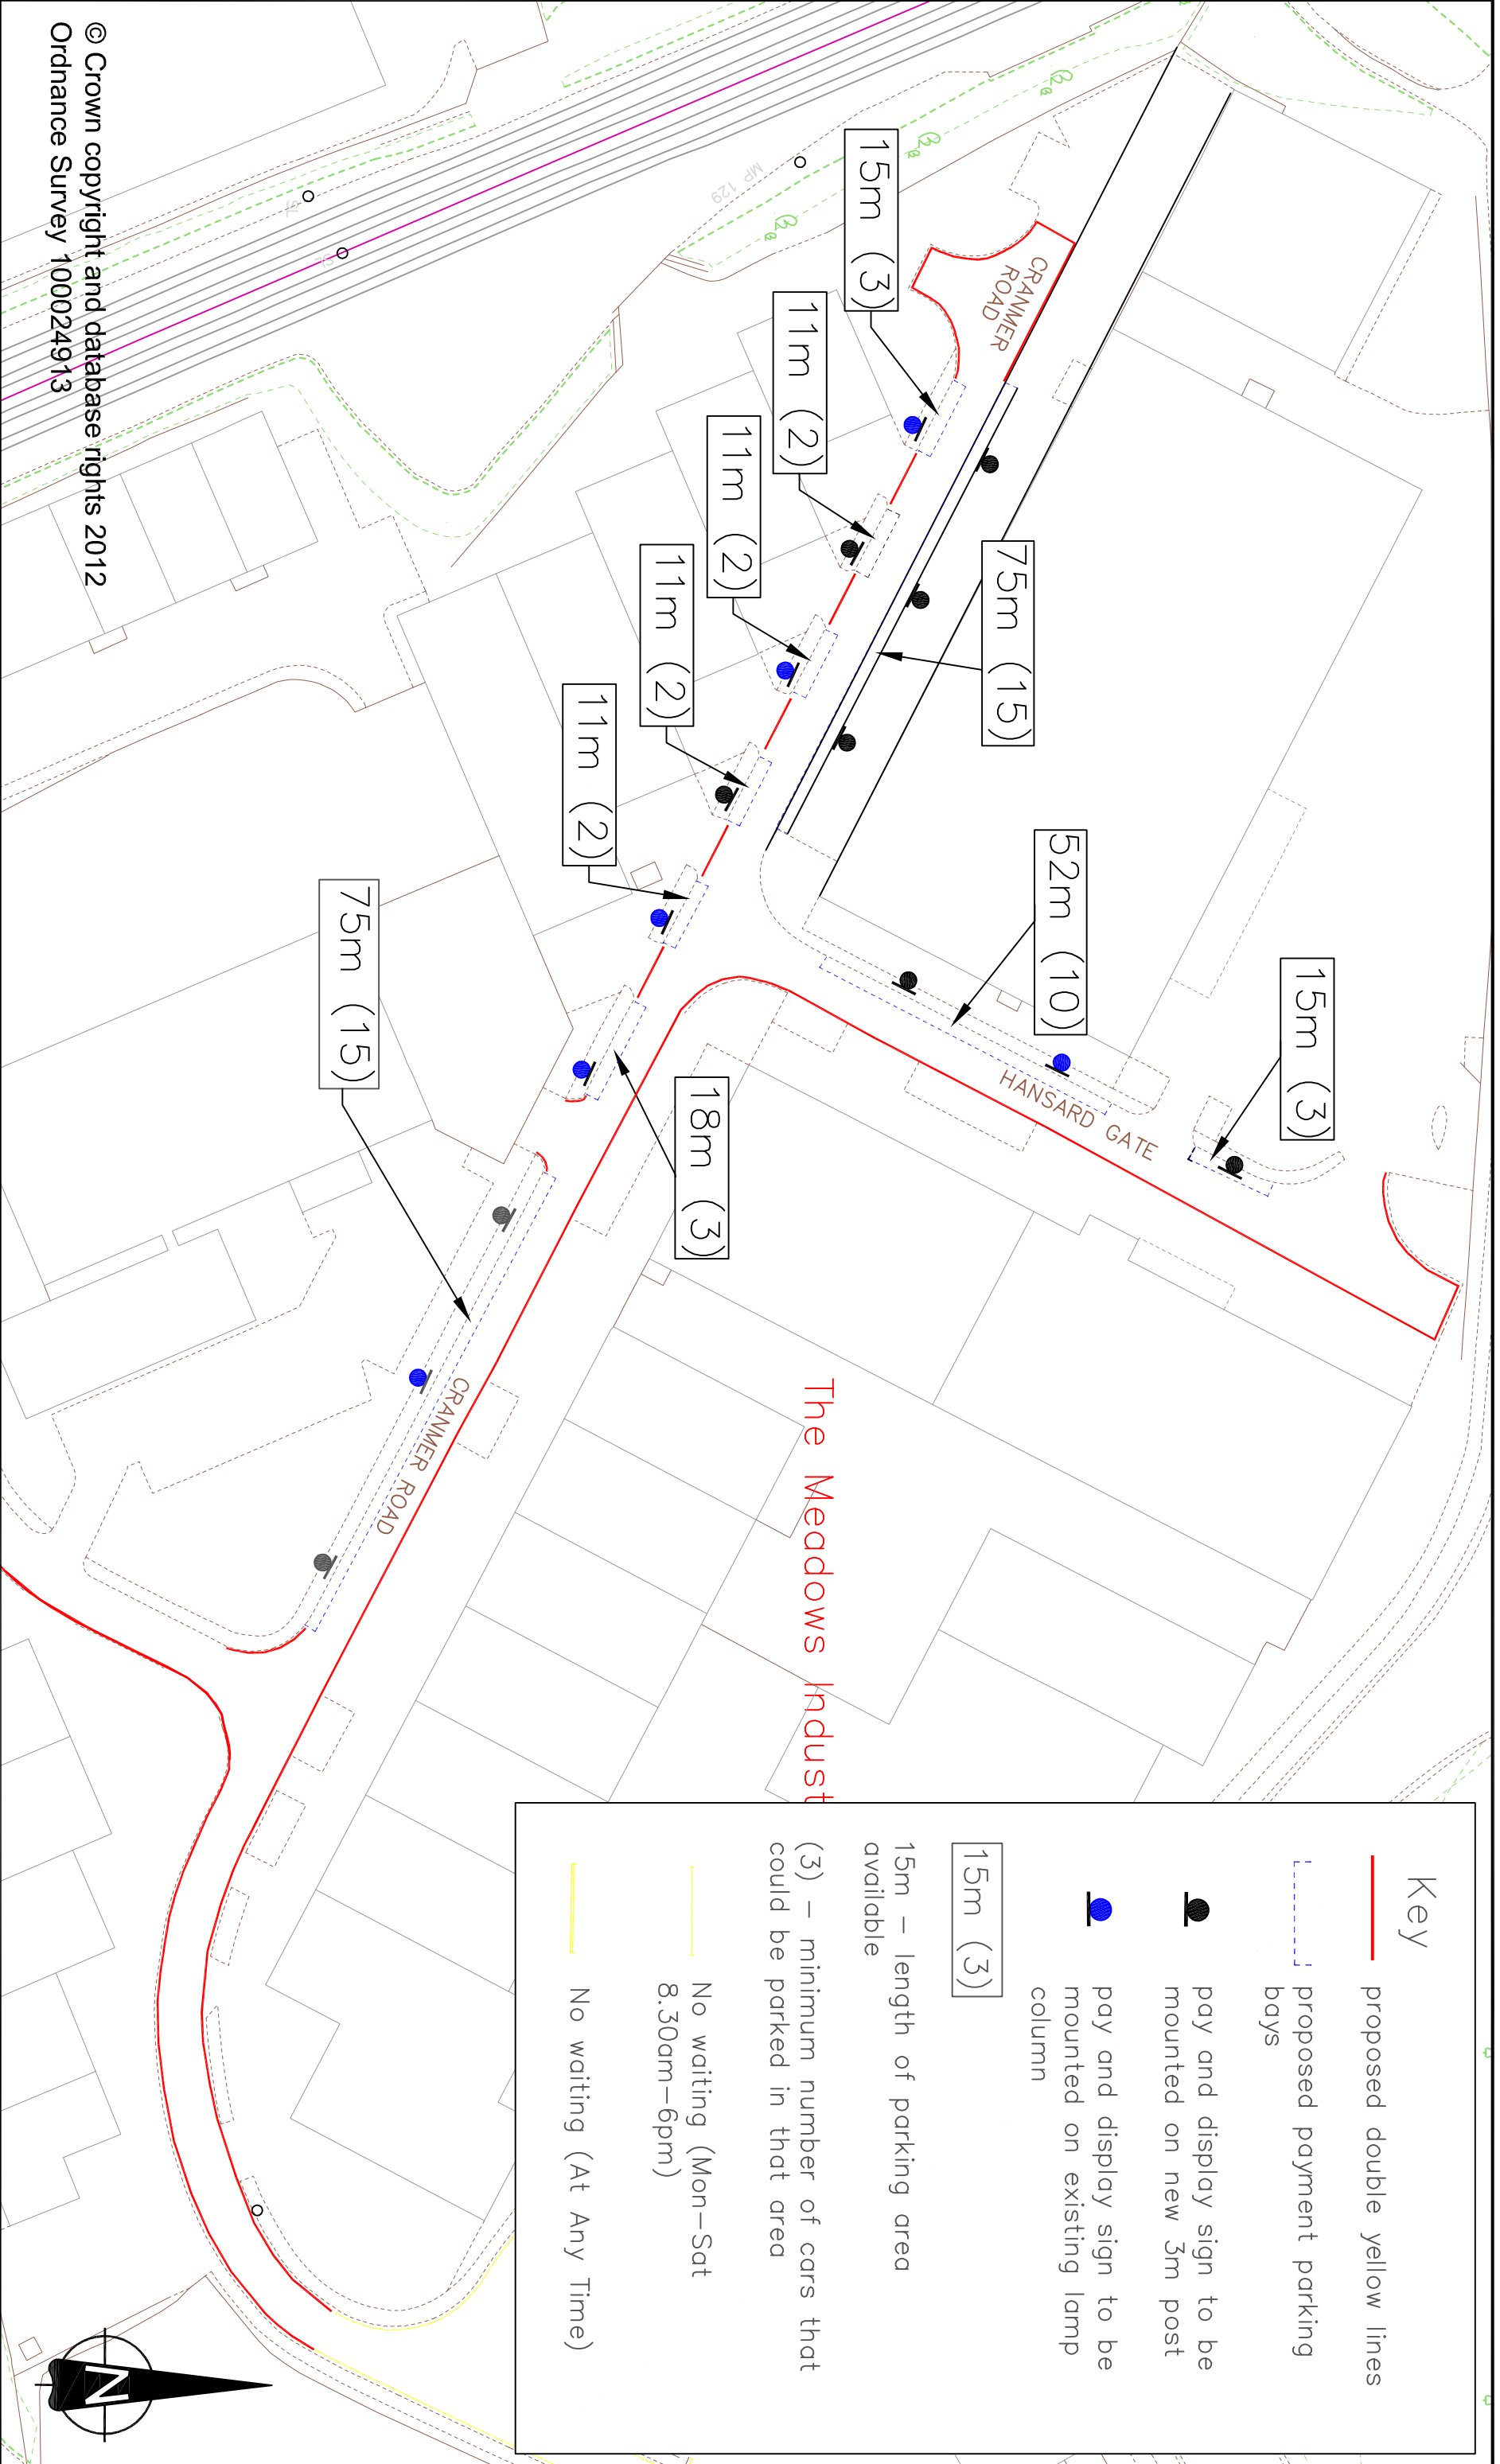 15m (3)
52m (10)
HANSARD GATE
75m (15)
CRANMER
ROAD
15m (3)
11m (2)
11m (2)
11m (2)
11m (2)
18m (3)
75m (15)
CRANMER ROAD
The Meadows Indust
MP 129
SL
Key
proposed double yellow lines
proposed payment parking
bays
pay and display sign to be
mounted on new 3m post
pay and display sign to be
mounted on existing lamp
column
15m (3)
15m – length of parking area
available
(3) – minimum number of cars that
could be parked in that area
No waiting (Mon–Sat
8.30am–6pm)
No waiting (At Any Time)
© Crown copyright and database rights 2012
Ordnance Survey 100024913
N